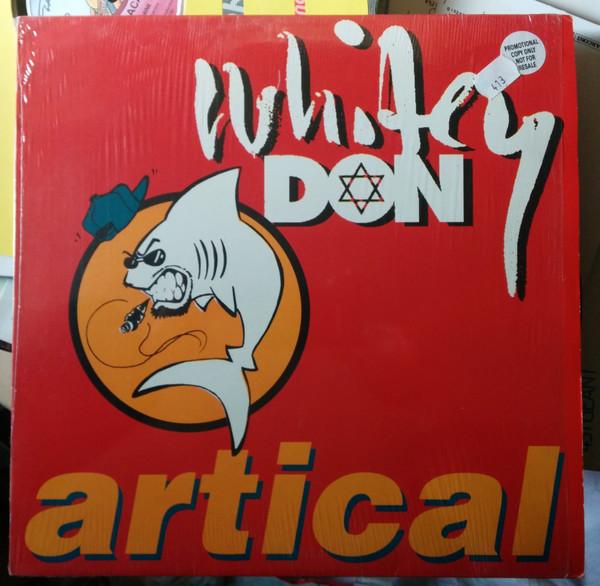 whitey
DON
PROMOTIONAL
COPY ONLY
NOT FOR
RESALE
413
artical